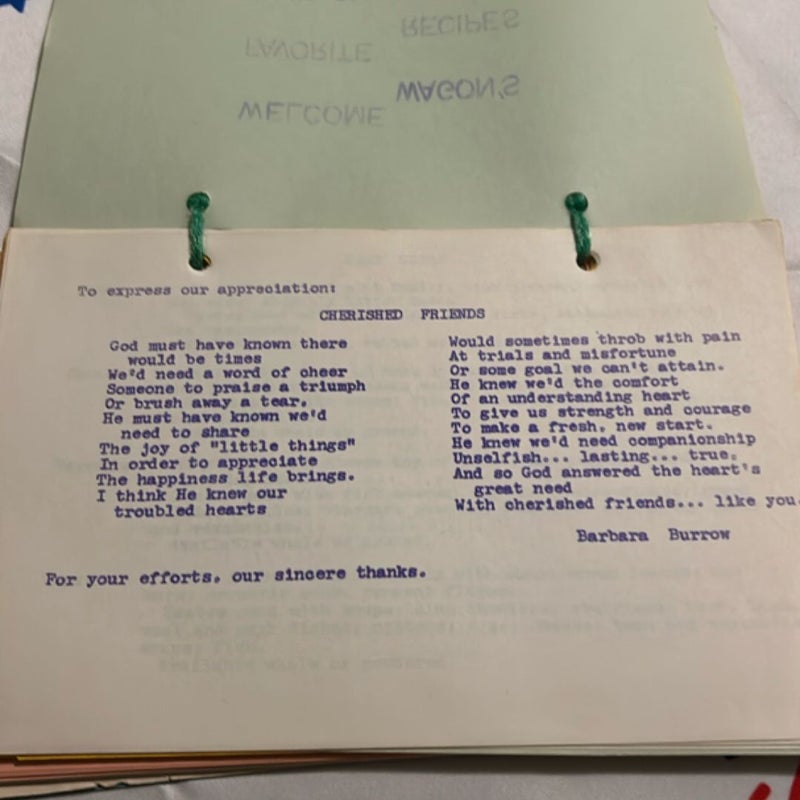 WELCOME WAGON'S
FAVORITE RECIPES
To express our appreciation:
CHERISHED FRIENDS
God must have known there
would be times
We'd need a word of cheer
Someone to praise a triumph
Or brush away a tear.
He must have known we'd
need to share
The joy of "little things"
In order to appreciate
The happiness life brings.
I think He knew our
troubled hearts
Would sometimes throb with pain
At trials and misfortune
Or some goal we can't attain.
He knew we'd the comfort
Of an understanding heart
To give us strength and courage
To make a fresh, new start.
He knew we'd need companionship
Unselfish... lasting... true.
And so God answered the heart's
great need
With cherished friends... like you.
Barbara Burrow
For your efforts, our sincere thanks.